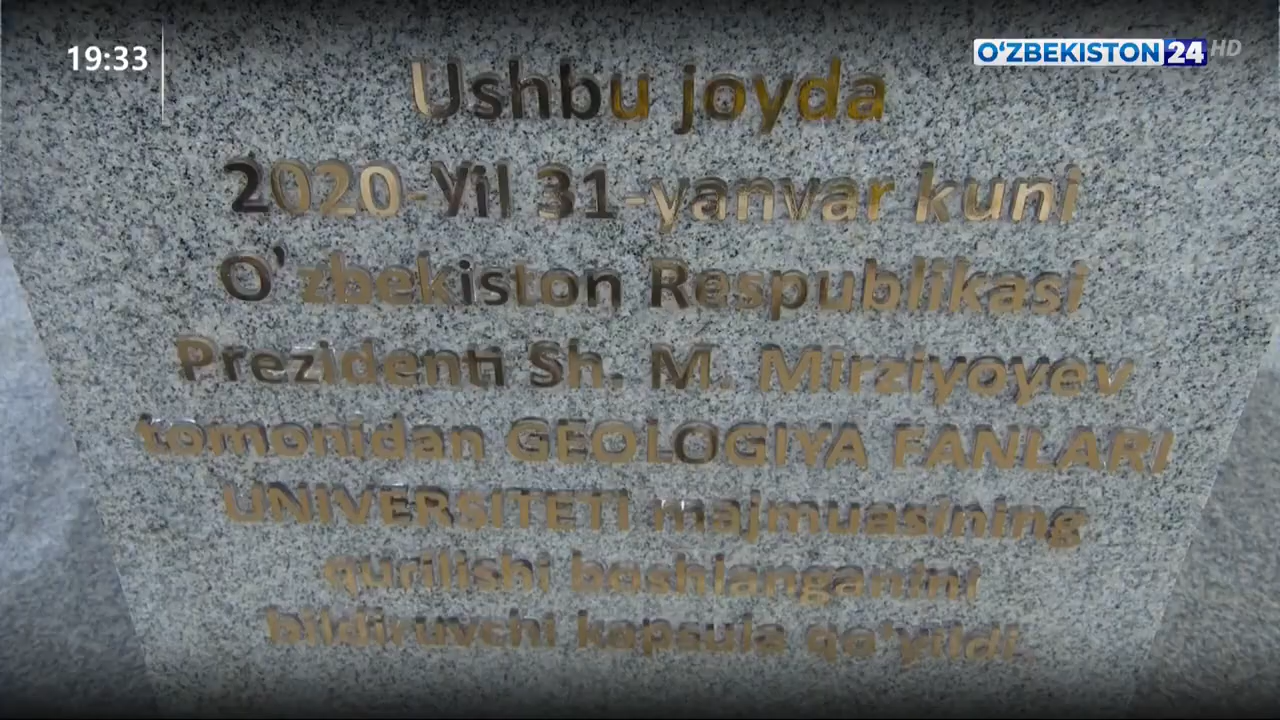 19:33
O‘ZBEKISTON 24 HD
Ushbu joyda
2020-Yil 31-yanvar kuni
O'zbekiston Respublikasi
Prezidenti Sh. M. Mirziyoyev
tomonidan GEOLOGIYA FANLARI
UNIVERSITETI majmuasining
qurilishi boshlanganini
bildiruvchi kapsula qo'yildi.